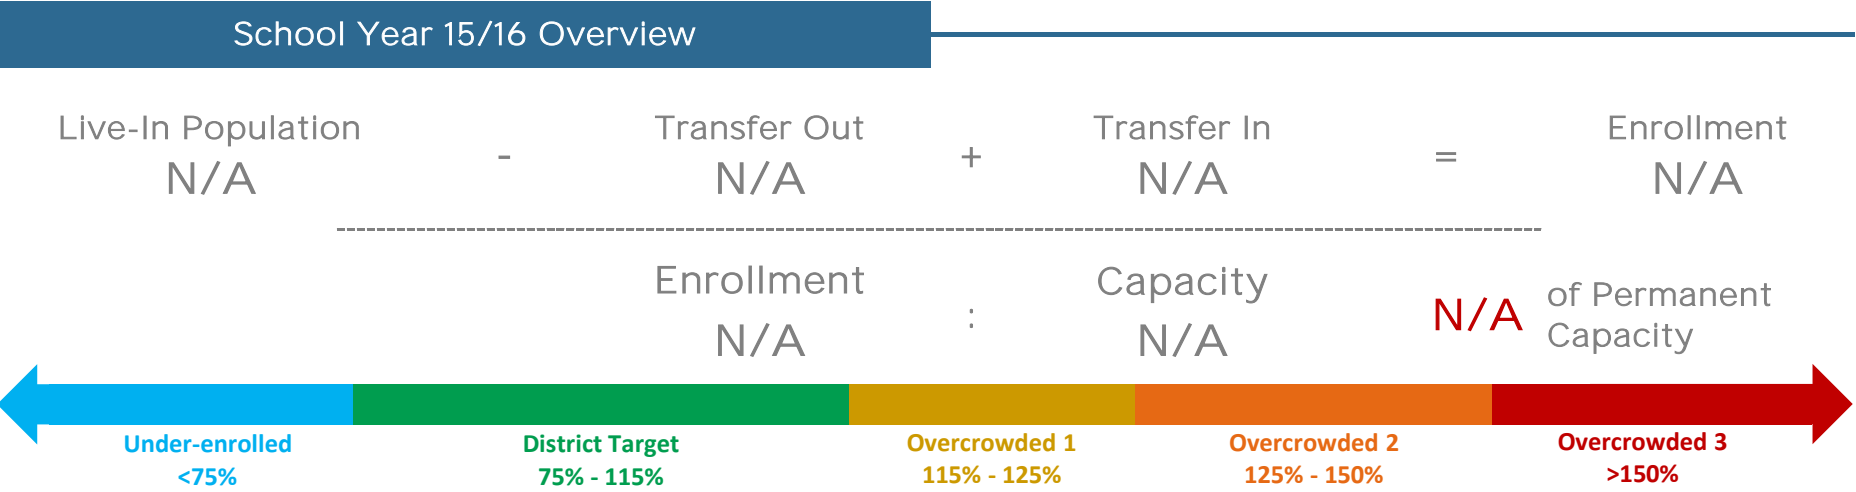 School Year 15/16 Overview
Live-In Population - Transfer Out + Transfer In = Enrollment
N/A N/A N/A N/A
--------------------------------------------------------------------------------
Enrollment : Capacity
N/A N/A N/A of Permanent
Capacity
Under-enrolled District Target Overcrowded 1 Overcrowded 2 Overcrowded 3
<75% 75% - 115% 115% - 125% 125% - 150% >150%